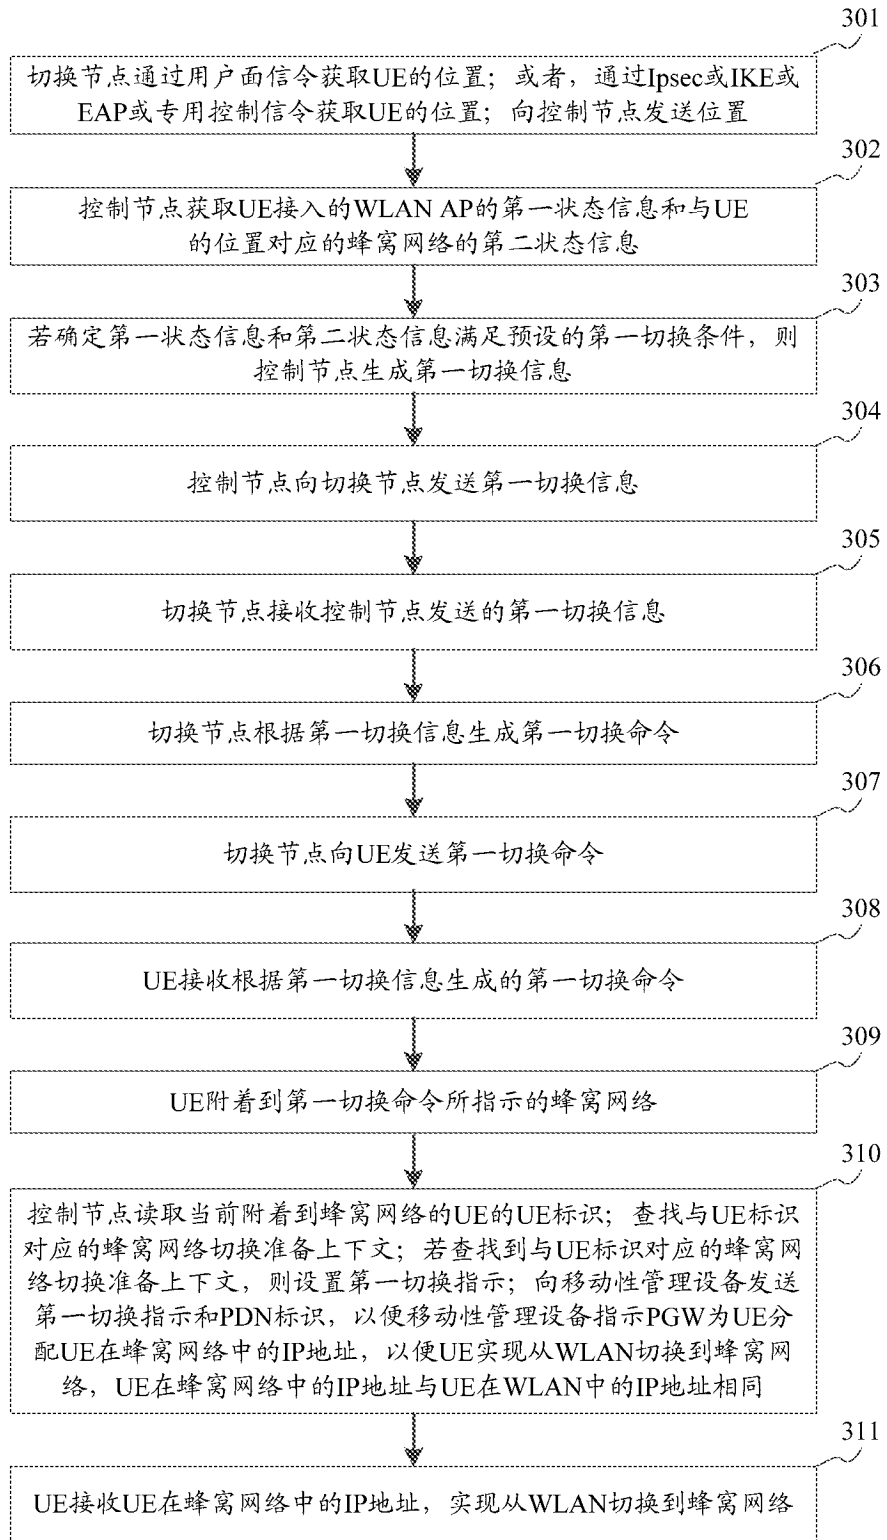 301
切换节点通过用户面信令获取UE的位置；或者，通过Ipsec或IKE或
EAP或专用控制信令获取UE的位置；向控制节点发送位置
302
控制节点获取UE接入的WLAN AP的第一状态信息和与UE
的位置对应的蜂窝网络的第二状态信息
303
若确定第一状态信息和第二状态信息满足预设的第一切换条件，则
控制节点生成第一切换信息
304
控制节点向切换节点发送第一切换信息
305
切换节点接收控制节点发送的第一切换信息
306
切换节点根据第一切换信息生成第一切换命令
307
切换节点向UE发送第一切换命令
308
UE接收根据第一切换信息生成的第一切换命令
309
UE附着到第一切换命令所指示的蜂窝网络
310
控制节点读取当前附着到蜂窝网络的UE的UE标识；查找与UE标识
对应的蜂窝网络切换准备上下文；若查找到与UE标识对应的蜂窝网
络切换准备上下文，则设置第一切换指示；向移动性管理设备发送
第一切换指示和PDN标识，以便移动性管理设备指示PGW为UE分
配UE在蜂窝网络中的IP地址，以便UE实现从WLAN切换到蜂窝网
络，UE在蜂窝网络中的IP地址与UE在WLAN中的IP地址相同
311
UE接收UE在蜂窝网络中的IP地址，实现从WLAN切换到蜂窝网络